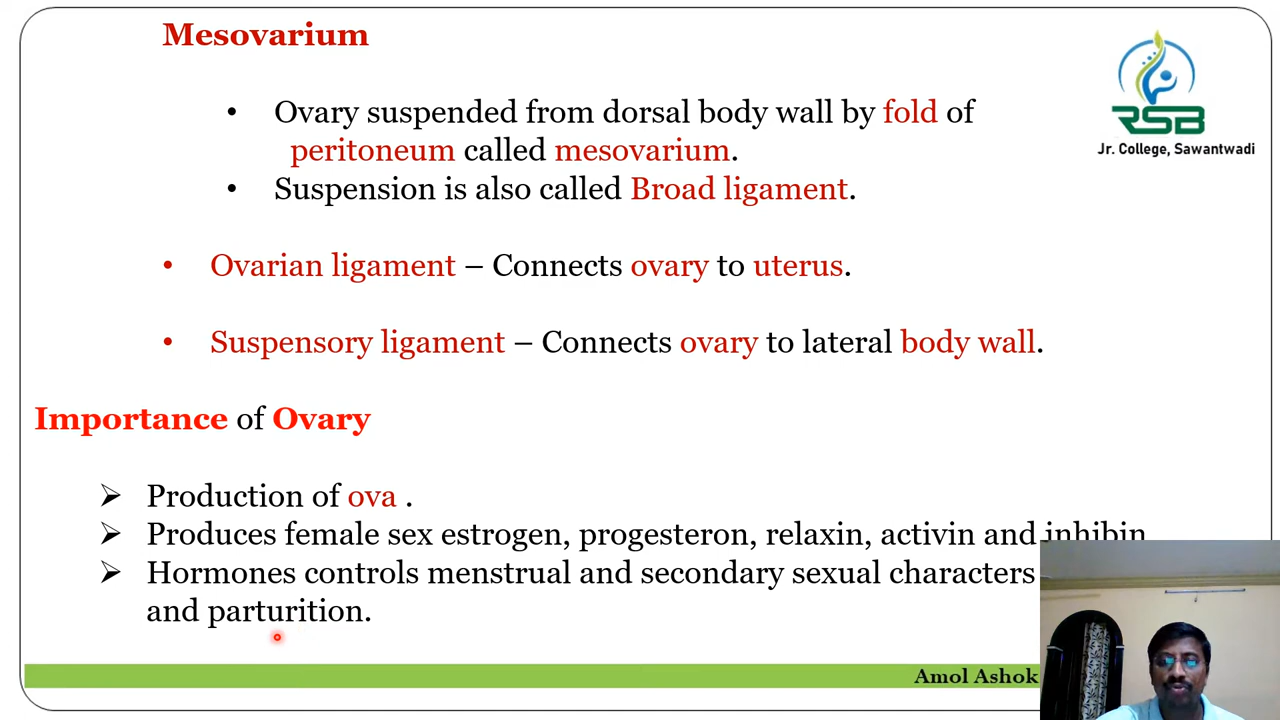 Mesovarium
• Ovary suspended from dorsal body wall by fold of
peritoneum called mesovarium.
• Suspension is also called Broad ligament.
RSB
Jr. College, Sawantwadi
• Ovarian ligament – Connects ovary to uterus.
• Suspensory ligament – Connects ovary to lateral body wall.
Importance of Ovary
➢ Production of ova .
➢ Produces female sex estrogen, progesteron, relaxin, activin and inhibin
➢ Hormones controls menstrual and secondary sexual characters
and parturition.
Amol Ashok